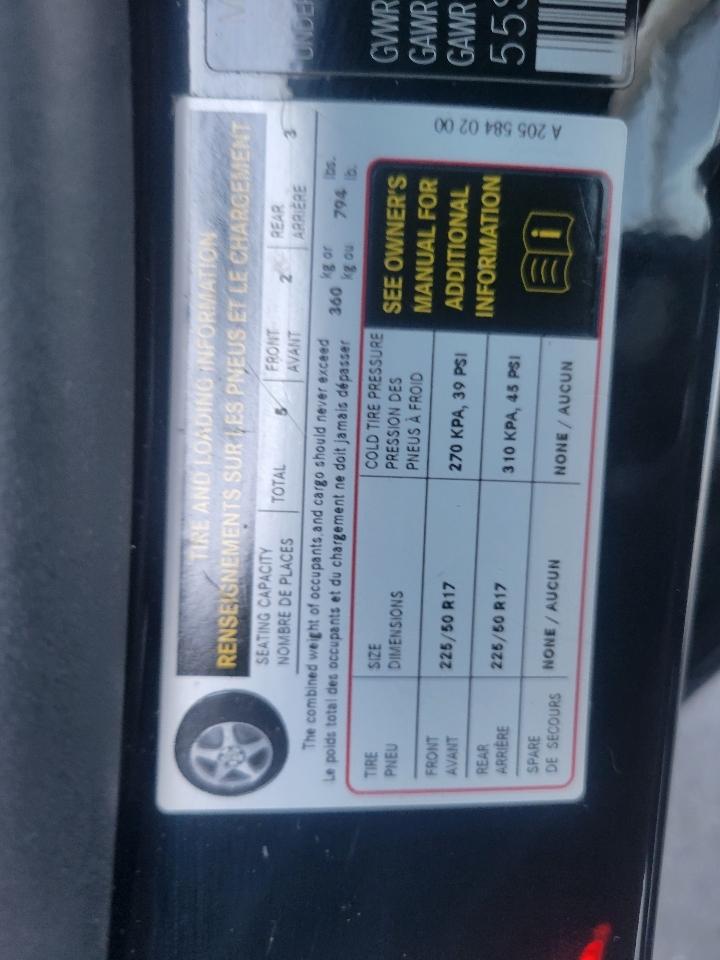 UNDER
GVWR
GAWR
GAWR
55S
TIRE AND LOADING INFORMATION
RENSEIGNEMENTS SUR LES PNEUS ET LE CHARGEMENT
SEATING CAPACITY
NOMBRE DE PLACES
TOTAL 5
FRONT
AVANT
2
REAR
ARRIÈRE
3
The combined weight of occupants and cargo should never exceed 360 kg or 794 lbs.
Le poids total des occupants et du chargement ne doit jamais dépasser kg ou lb.
TIRE SIZE COLD TIRE PRESSURE
PNEU DIMENSIONS PRESSION DES
PNEUS À FROID
FRONT
AVANT
225/50 R17 270 KPA, 39 PSI
REAR
ARRIÈRE
225/50 R17 310 KPA, 45 PSI
SPARE
DE SECOURS
NONE / AUCUN NONE / AUCUN
SEE OWNER'S
MANUAL FOR
ADDITIONAL
INFORMATION
i
A 205 584 02 00